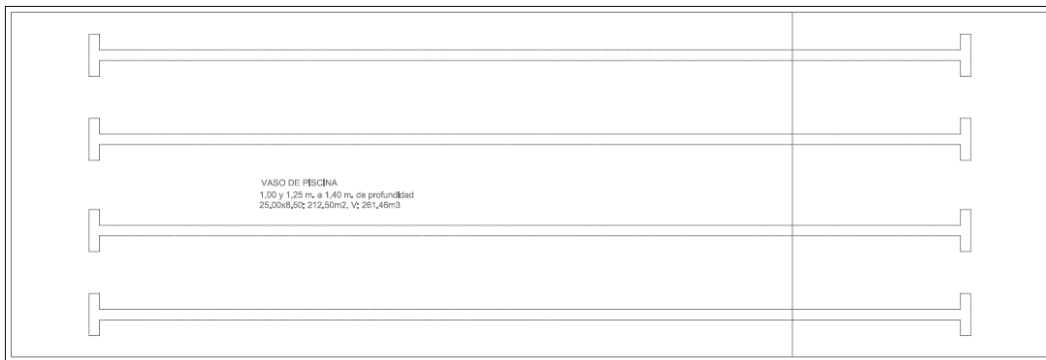 VASO DE PISCINA
1,00 y 1,25 m. a 1,40 m. de profundidad
25,00x8,50; 212,50m2, V: 261,46m3